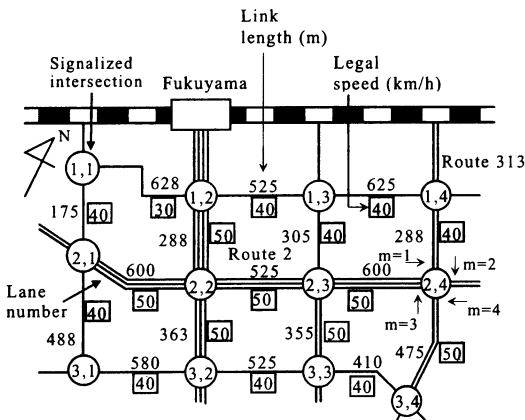 Link
length (m)
Signalized
intersection
Fukuyama
Legal
speed (km/h)
N
Route 313
1,1
628
30
1,2
525
40
1,3
625
40
1,4
175
40
288
50
305
40
288
40
Route 2
m=1
m=2
2,1
600
50
2,2
525
50
2,3
600
50
2,4
Lane
number
m=3
m=4
40
488
363
50
355
50
475
50
3,1
580
40
3,2
525
40
3,3
410
40
3,4